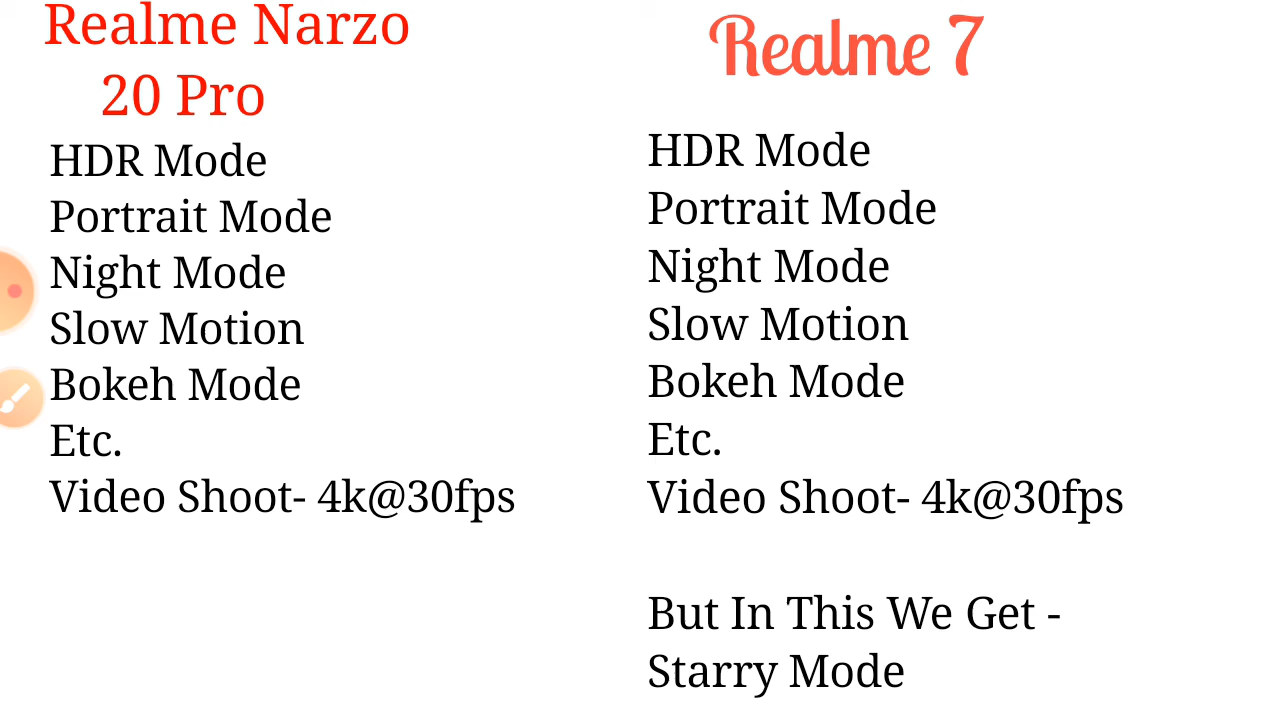 Realme Narzo
20 Pro
HDR Mode
Portrait Mode
Night Mode
Slow Motion
Bokeh Mode
Etc.
Video Shoot- 4k@30fps
Realme 7
HDR Mode
Portrait Mode
Night Mode
Slow Motion
Bokeh Mode
Etc.
Video Shoot- 4k@30fps
But In This We Get -
Starry Mode